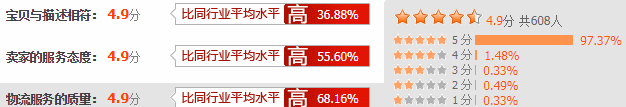 宝贝与描述相符：4.9分 比同行业平均水平 高 36.88%
卖家的服务态度：4.9分 比同行业平均水平 高 55.60%
物流服务的质量：4.9分 比同行业平均水平 高 68.16%
4.9分 共608人
5分 97.37%
4分 1.48%
3分 0.33%
2分 0.49%
1分 0.33%